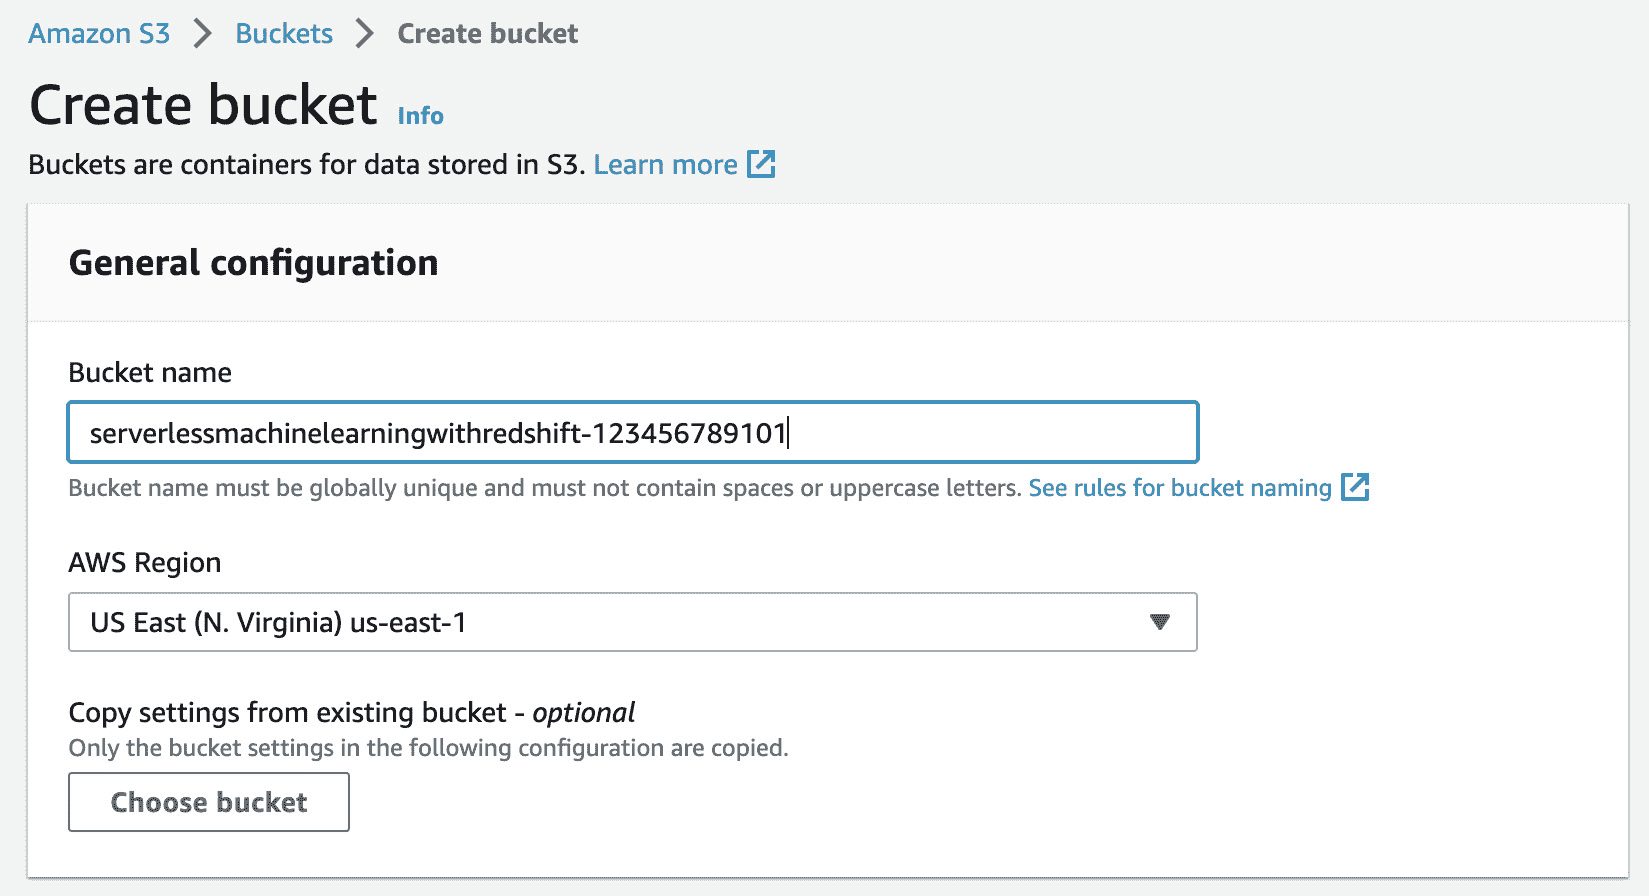 Amazon S3 > Buckets > Create bucket
Create bucket Info
Buckets are containers for data stored in S3. Learn more
General configuration
Bucket name
serverlessmachinelearningwithredshift-123456789101
Bucket name must be globally unique and must not contain spaces or uppercase letters. See rules for bucket naming
AWS Region
US East (N. Virginia) us-east-1
Copy settings from existing bucket - optional
Only the bucket settings in the following configuration are copied.
Choose bucket